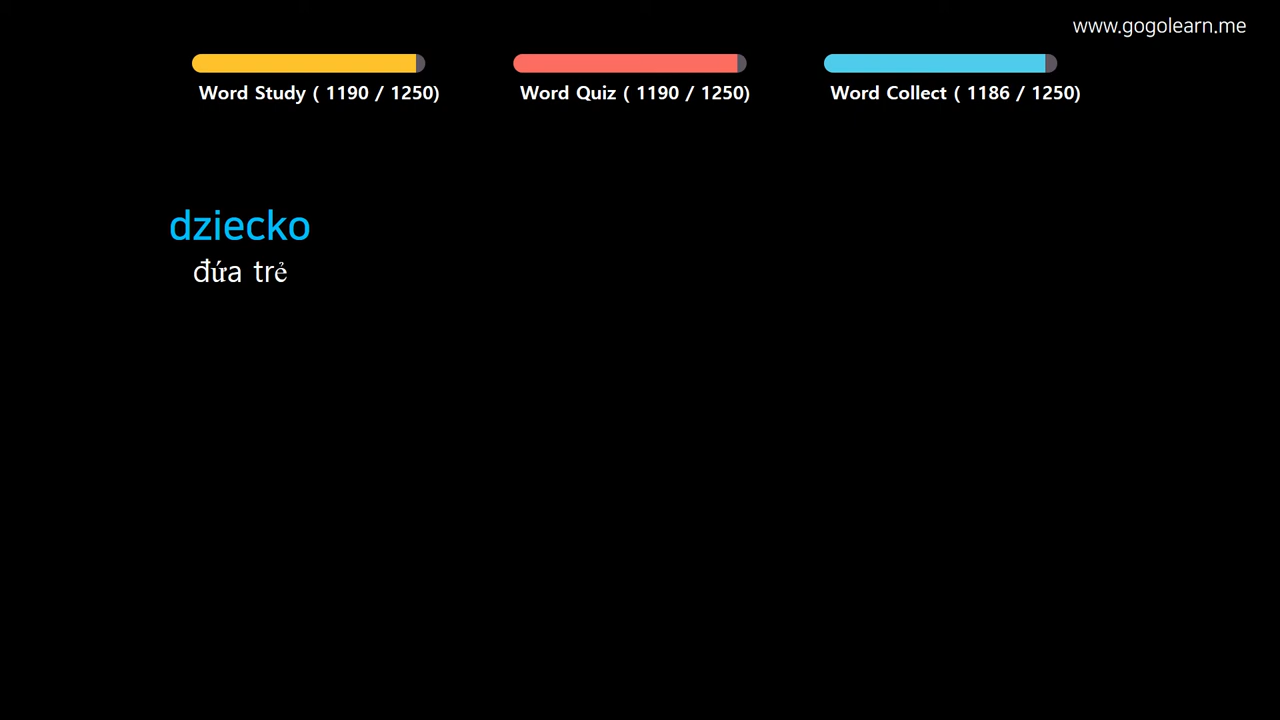 www.gogolearn.me
Word Study ( 1190 / 1250)
Word Quiz ( 1190 / 1250)
Word Collect ( 1186 / 1250)
dziecko
đứa trẻ